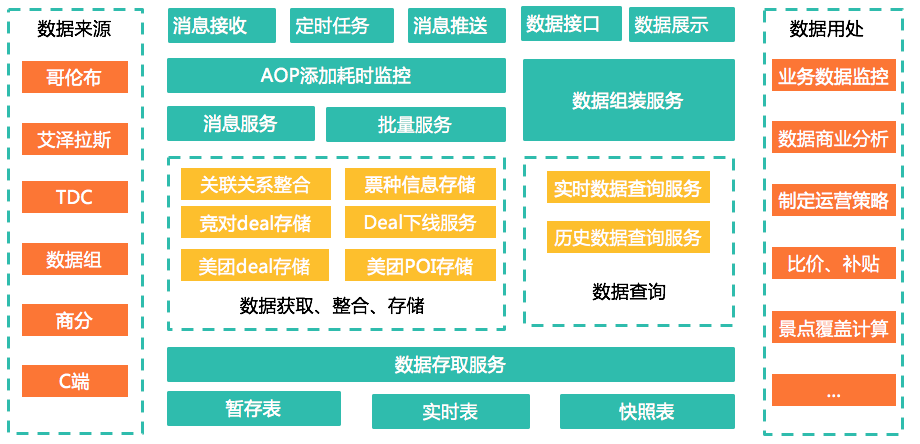 数据来源
哥伦布
艾泽拉斯
TDC
数据组
商分
C端
消息接收
定时任务
消息推送
数据接口
数据展示
AOP添加耗时监控
数据组装服务
消息服务
批量服务
关联关系整合
票种信息存储
竞对deal存储
Deal下线服务
美团deal存储
美团POI存储
数据获取、整合、存储
实时数据查询服务
历史数据查询服务
数据查询
数据存取服务
暂存表
实时表
快照表
数据用处
业务数据监控
数据商业分析
制定运营策略
比价、补贴
景点覆盖计算
...